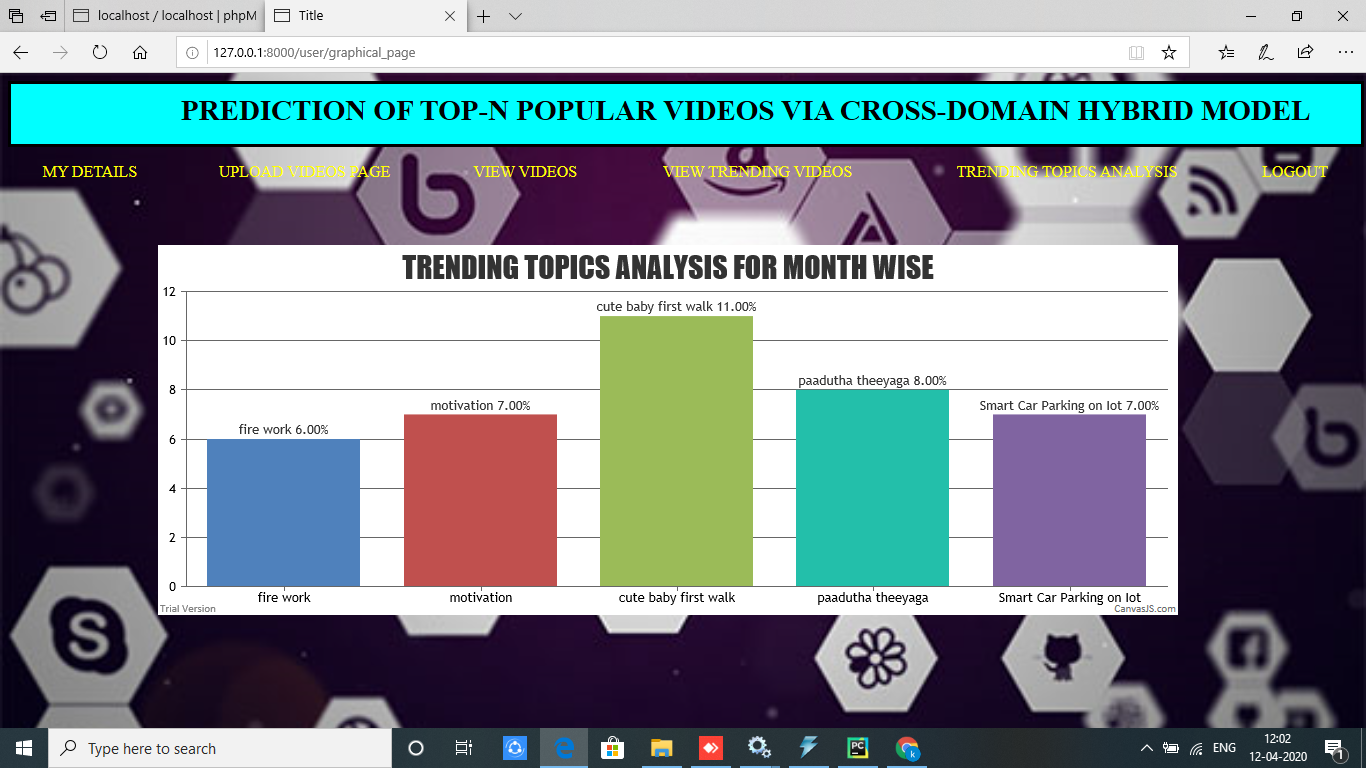 localhost / localhost | phpM
Title
127.0.0.1:8000/user/graphical_page
PREDICTION OF TOP-N POPULAR VIDEOS VIA CROSS-DOMAIN HYBRID MODEL
MY DETAILS UPLOAD VIDEOS PAGE VIEW VIDEOS VIEW TRENDING VIDEOS TRENDING TOPICS ANALYSIS LOGOUT
TRENDING TOPICS ANALYSIS FOR MONTH WISE
12
cute baby first walk 11.00%
10
paadutha theeyaga 8.00%
8
motivation 7.00%
Smart Car Parking on Iot 7.00%
fire work 6.00%
6
4
2
0
fire work motivation cute baby first walk paadutha theeyaga Smart Car Parking on Iot
Trial Version
CanvasJS.com
Type here to search
PC
k
ENG
12:02
12-04-2020
1